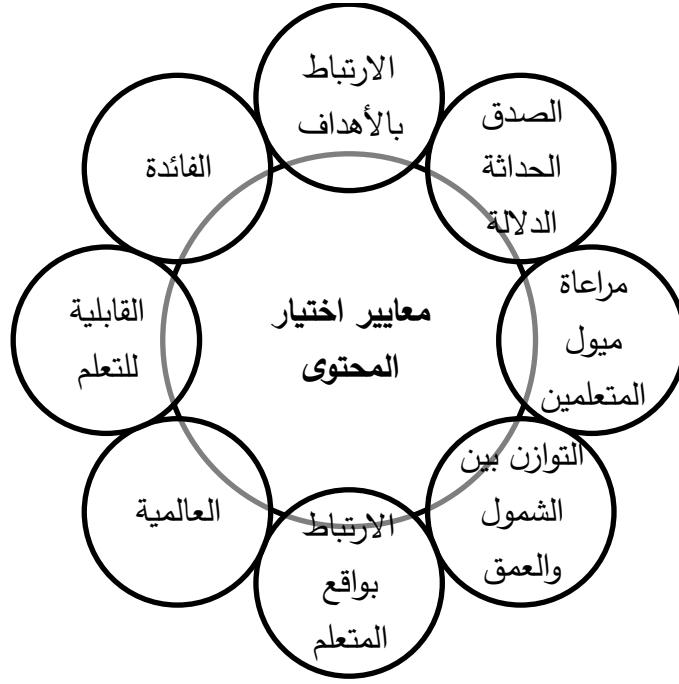 معايير اختيار
المحتوى
الارتباط
بالأهداف
الصدق
الحداثة
الدلالة
مراعاة
ميول
المتعلمين
التوازن بين
الشمول
والعمق
الارتباط
بواقع
المتعلم
العالمية
القابلية
للتعلم
الفائدة